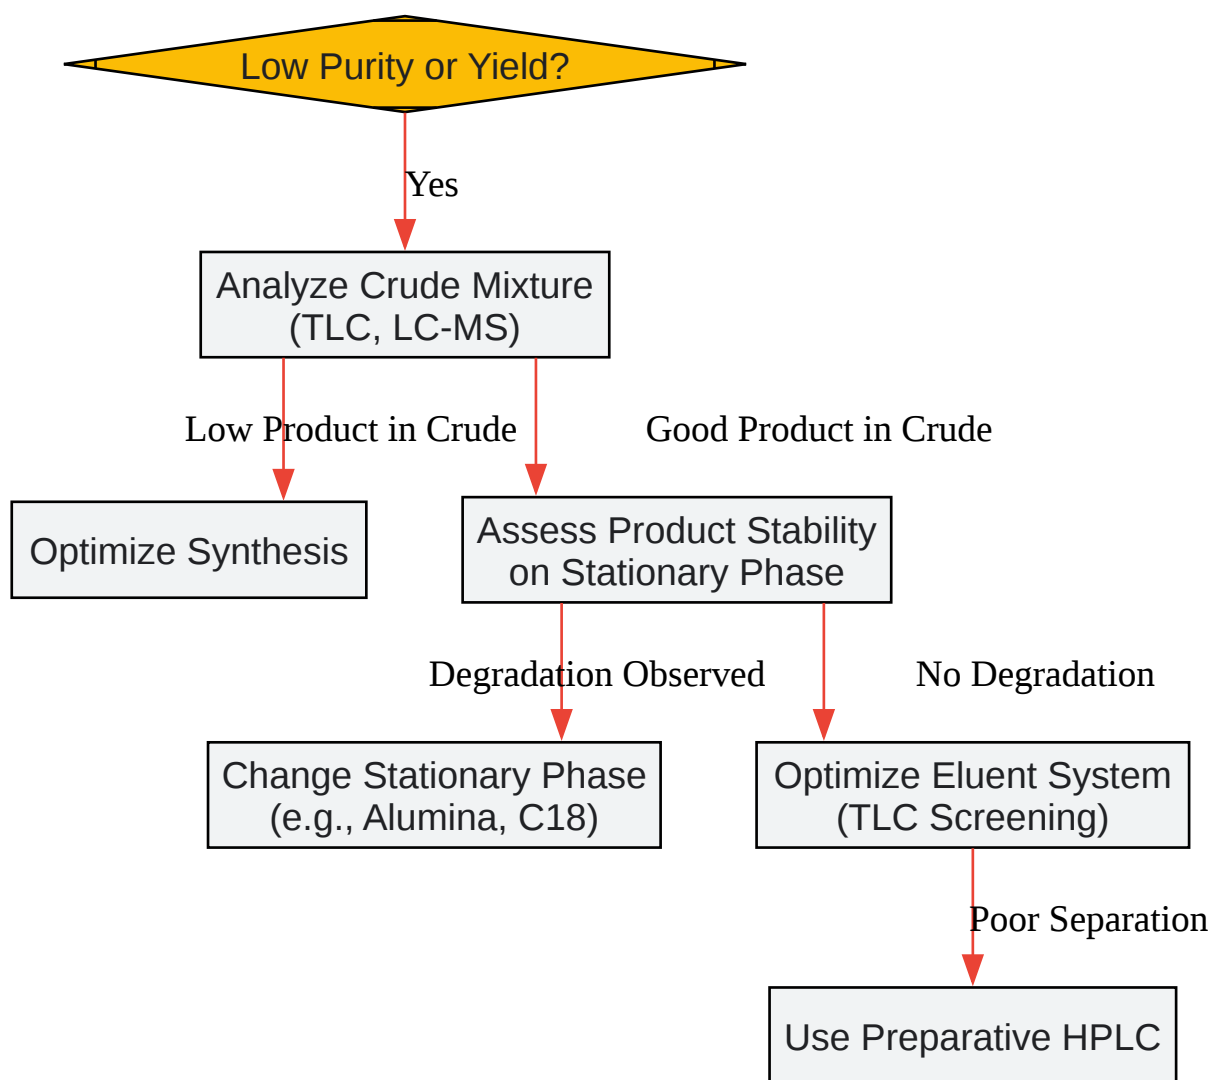 Low Purity or Yield?
Yes
Analyze Crude Mixture
(TLC, LC-MS)
Low Product in Crude
Good Product in Crude
Optimize Synthesis
Assess Product Stability
on Stationary Phase
Degradation Observed
No Degradation
Change Stationary Phase
(e.g., Alumina, C18)
Optimize Eluent System
(TLC Screening)
Poor Separation
Use Preparative HPLC